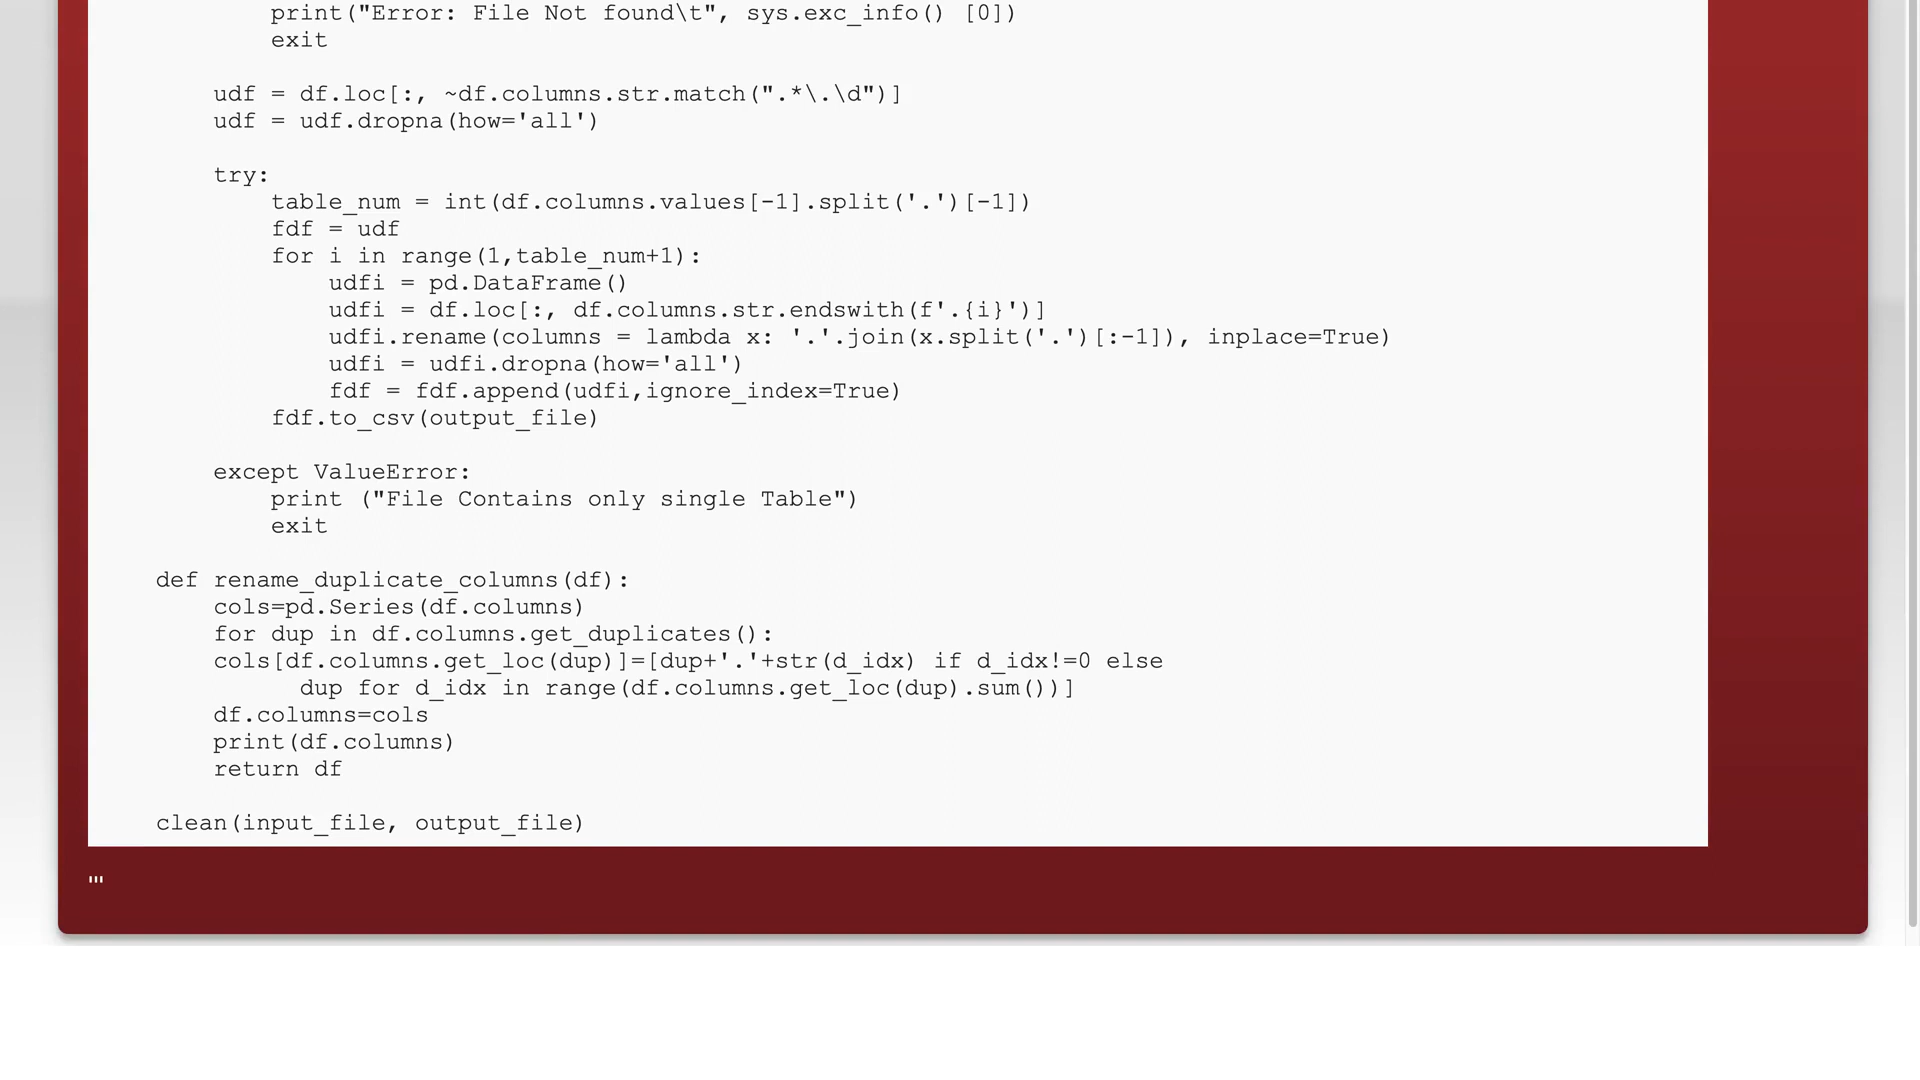 print("Error: File Not found\t", sys.exc_info() [0])
exit
udf = df.loc[:, ~df.columns.str.match(".*\.\d")]
udf = udf.dropna(how='all')
try:
table_num = int(df.columns.values[-1].split('.')[-1])
fdf = udf
for i in range(1,table_num+1):
udfi = pd.DataFrame()
udfi = df.loc[:, df.columns.str.endswith(f'.{i}')]
udfi.rename(columns = lambda x: '.'.join(x.split('.')[:-1]), inplace=True)
udfi = udfi.dropna(how='all')
fdf = fdf.append(udfi,ignore_index=True)
fdf.to_csv(output_file)
except ValueError:
print ("File Contains only single Table")
exit
def rename_duplicate_columns(df):
cols=pd.Series(df.columns)
for dup in df.columns.get_duplicates():
cols[df.columns.get_loc(dup)]=[dup+'.'+str(d_idx) if d_idx!=0 else
dup for d_idx in range(df.columns.get_loc(dup).sum())]
df.columns=cols
print(df.columns)
return df
clean(input_file, output_file)
'''